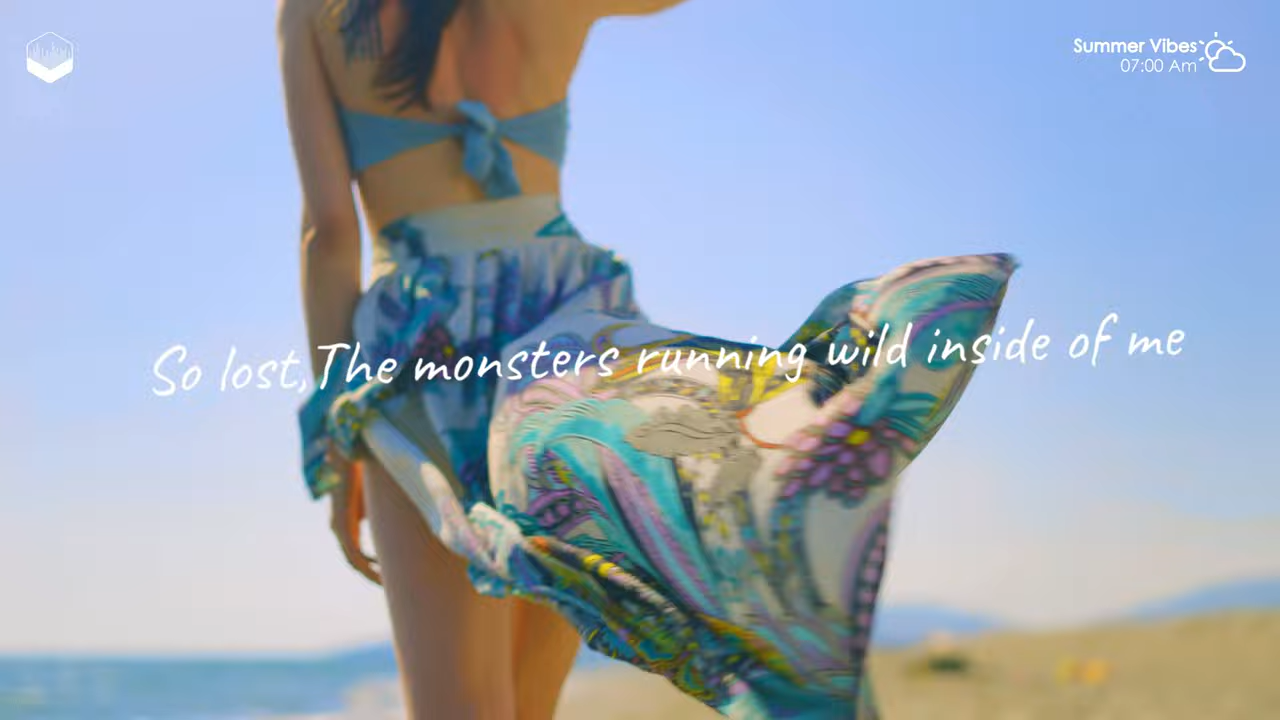 Summer Vibes
07:00 Am
So lost,The monsters running wild inside of me